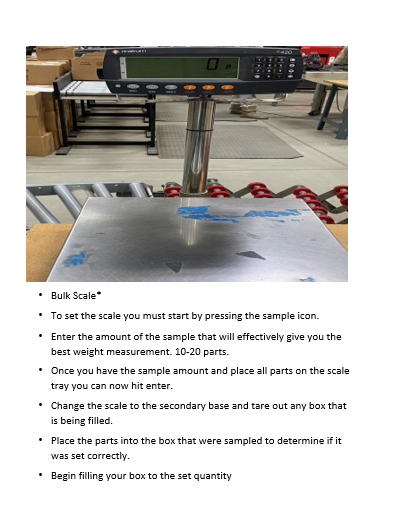 0
• Bulk Scale*
• To set the scale you must start by pressing the sample icon.
• Enter the amount of the sample that will effectively give you the
best weight measurement. 10-20 parts.
• Once you have the sample amount and place all parts on the scale
tray you can now hit enter.
• Change the scale to the secondary base and tare out any box that
is being filled.
• Place the parts into the box that were sampled to determine if it
was set correctly.
• Begin filling your box to the set quantity